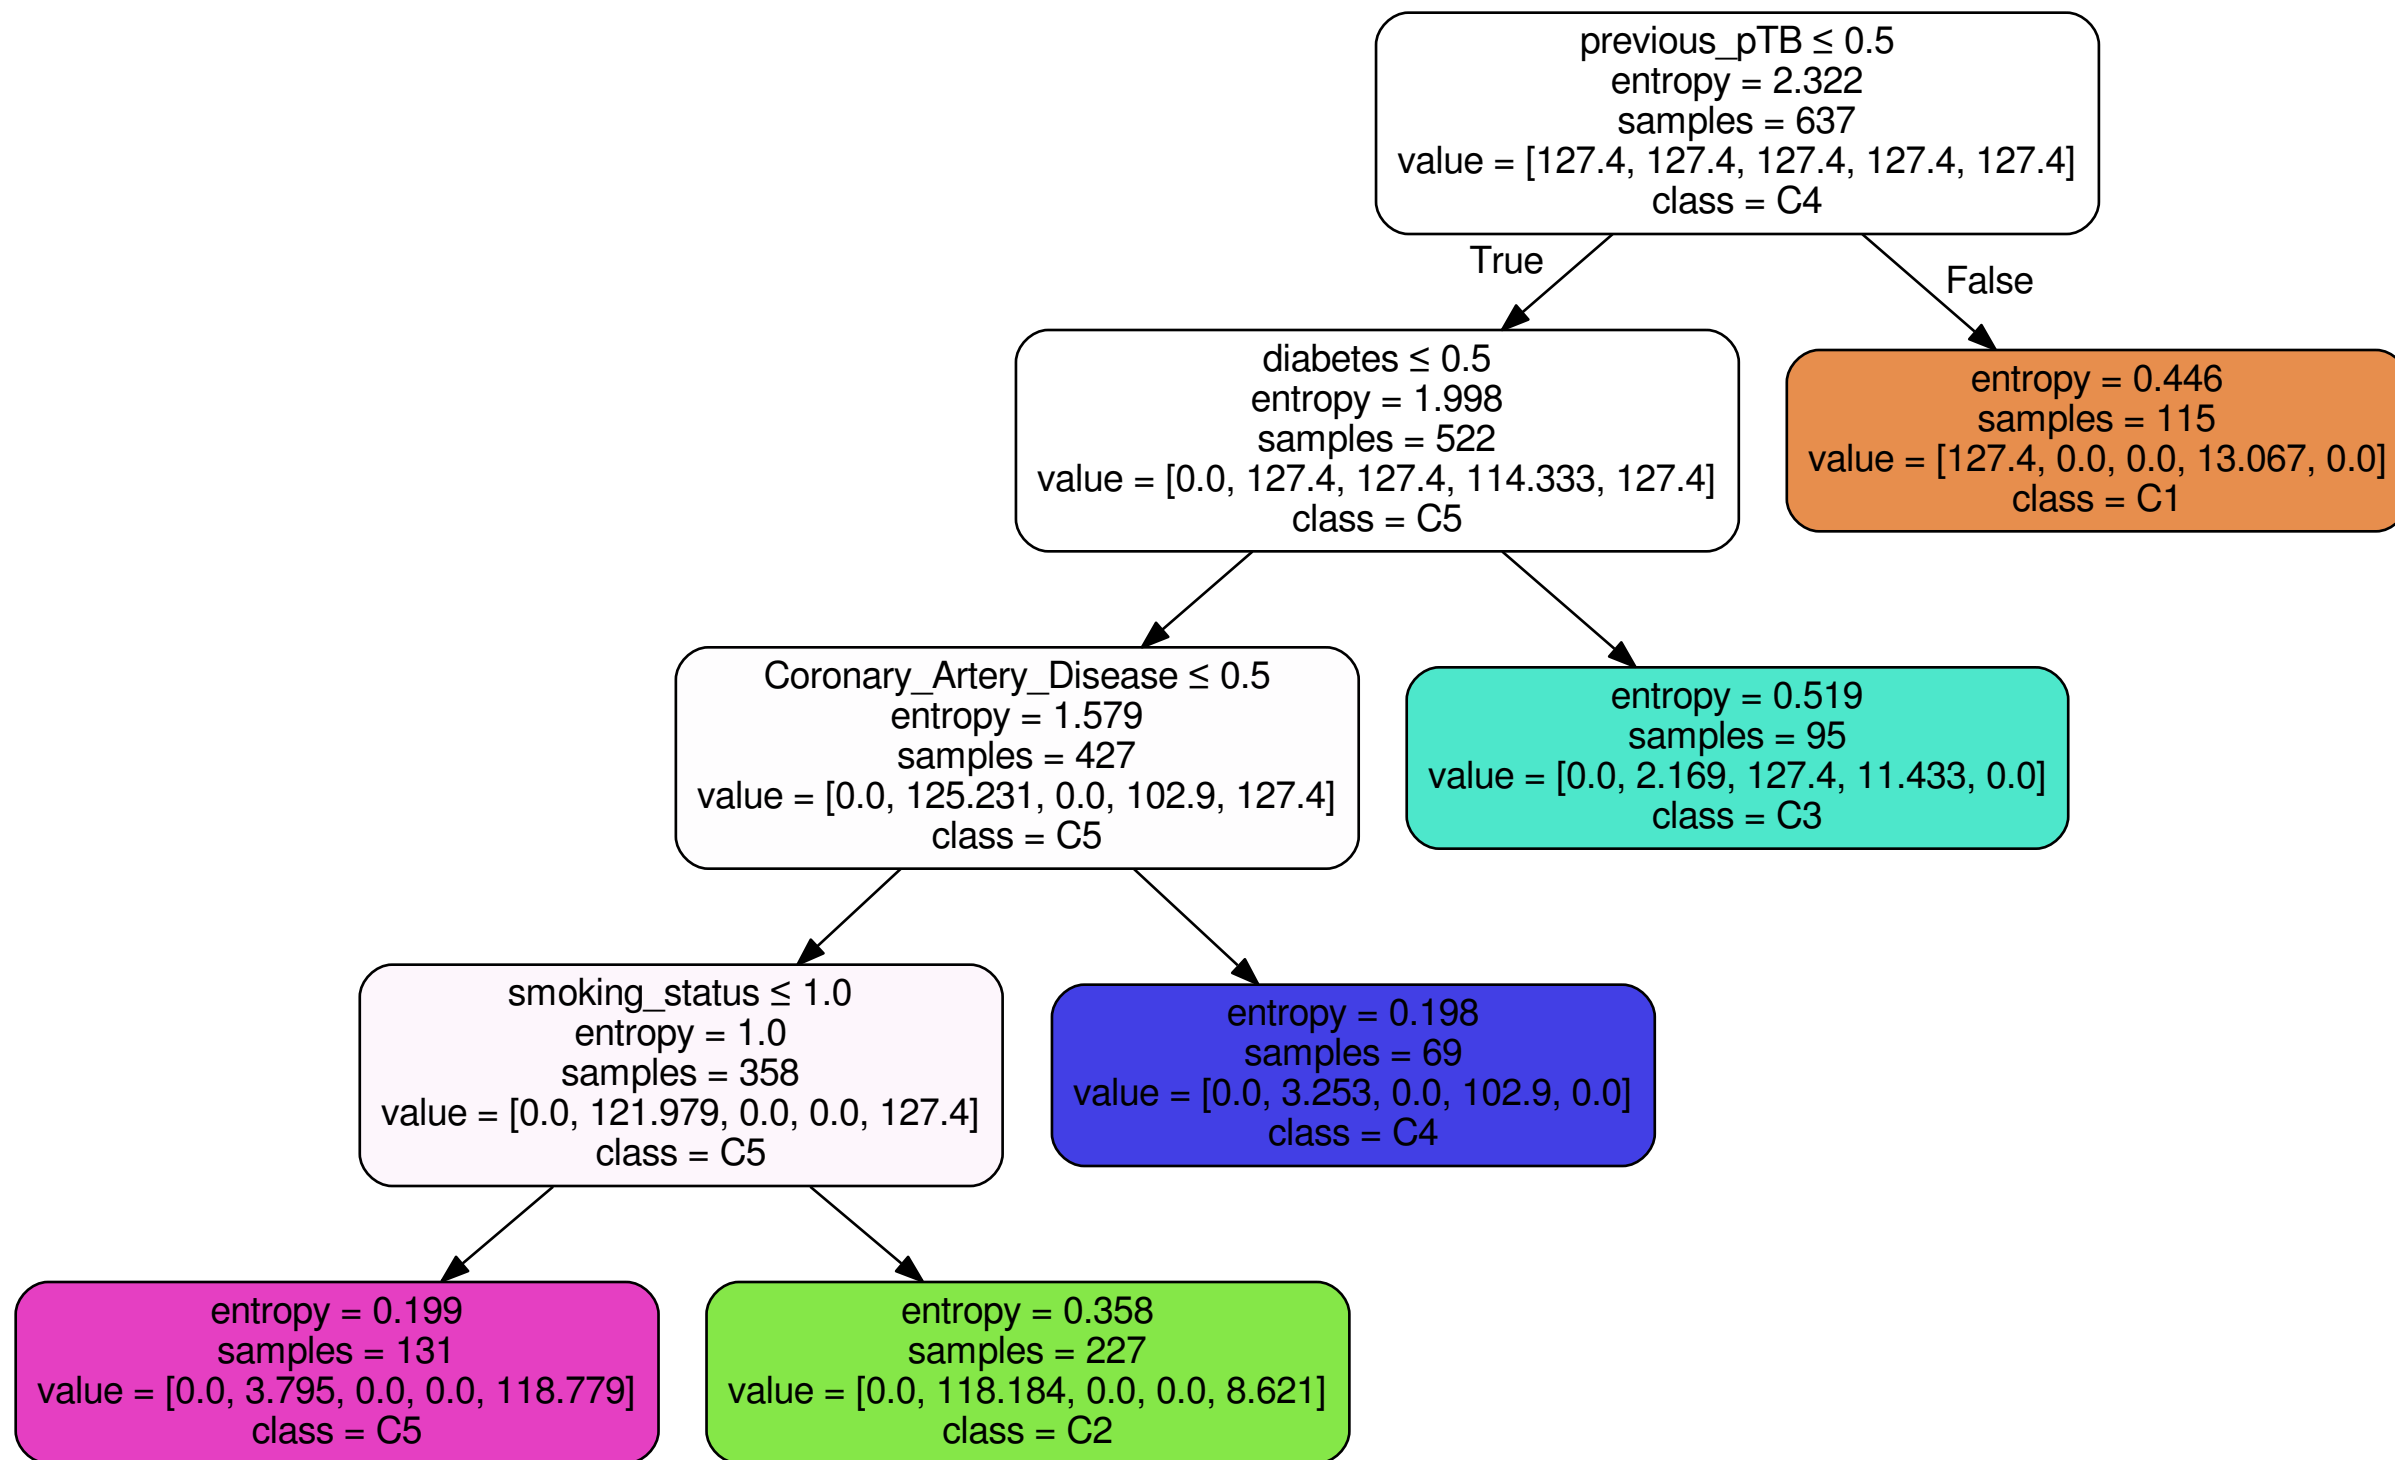 previous_pTB ≤ 0.5
entropy = 2.322
samples = 637
value = [127.4, 127.4, 127.4, 127.4, 127.4]
class = C4
True
False
diabetes ≤ 0.5
entropy = 1.998
samples = 522
value = [0.0, 127.4, 127.4, 114.333, 127.4]
class = C5
entropy = 0.446
samples = 115
value = [127.4, 0.0, 0.0, 13.067, 0.0]
class = C1
Coronary_Artery_Disease ≤ 0.5
entropy = 1.579
samples = 427
value = [0.0, 125.231, 0.0, 102.9, 127.4]
class = C5
entropy = 0.519
samples = 95
value = [0.0, 2.169, 127.4, 11.433, 0.0]
class = C3
smoking_status ≤ 1.0
entropy = 1.0
samples = 358
value = [0.0, 121.979, 0.0, 0.0, 127.4]
class = C5
entropy = 0.198
samples = 69
value = [0.0, 3.253, 0.0, 102.9, 0.0]
class = C4
entropy = 0.199
samples = 131
value = [0.0, 3.795, 0.0, 0.0, 118.779]
class = C5
entropy = 0.358
samples = 227
value = [0.0, 118.184, 0.0, 0.0, 8.621]
class = C2